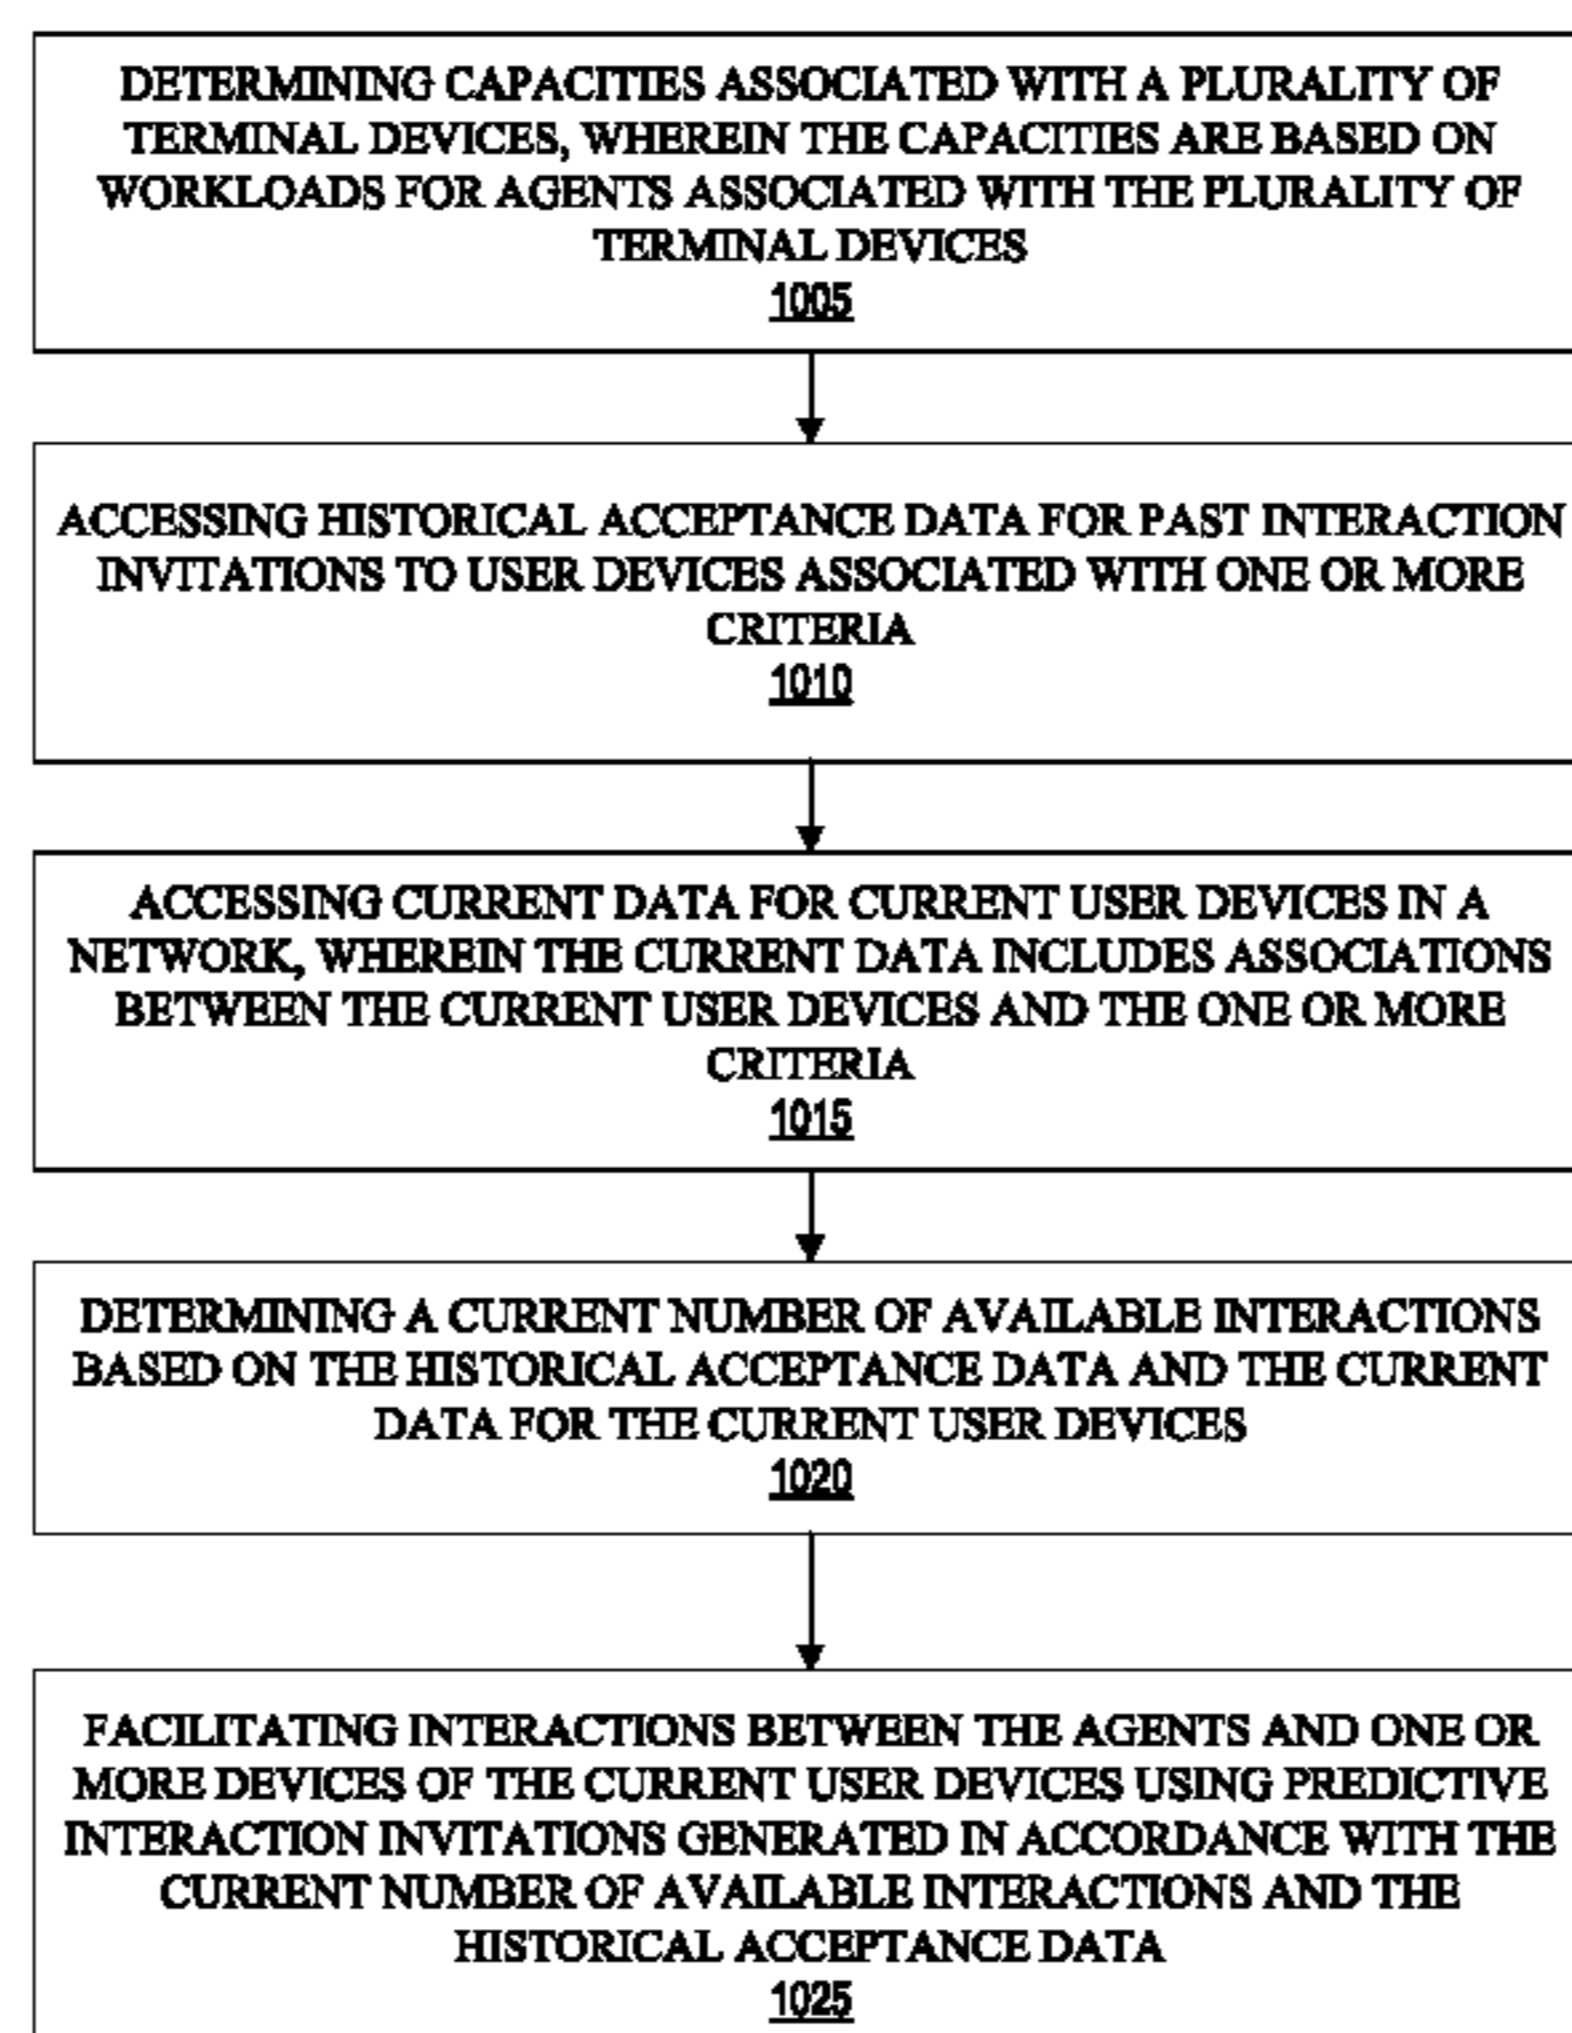 DETERMINING CAPACITIES ASSOCIATED WITH A PLURALITY OF
TERMINAL DEVICES, WHEREIN THE CAPACITIES ARE BASED ON
WORKLOADS FOR AGENTS ASSOCIATED WITH THE PLURALITY OF
TERMINAL DEVICES
1005
ACCESSING HISTORICAL ACCEPTANCE DATA FOR PAST INTERACTION
INVITATIONS TO USER DEVICES ASSOCIATED WITH ONE OR MORE
CRITERIA
1010
ACCESSING CURRENT DATA FOR CURRENT USER DEVICES IN A
NETWORK, WHEREIN THE CURRENT DATA INCLUDES ASSOCIATIONS
BETWEEN THE CURRENT USER DEVICES AND THE ONE OR MORE
CRITERIA
1015
DETERMINING A CURRENT NUMBER OF AVAILABLE INTERACTIONS
BASED ON THE HISTORICAL ACCEPTANCE DATA AND THE CURRENT
DATA FOR THE CURRENT USER DEVICES
1020
FACILITATING INTERACTIONS BETWEEN THE AGENTS AND ONE OR
MORE DEVICES OF THE CURRENT USER DEVICES USING PREDICTIVE
INTERACTION INVITATIONS GENERATED IN ACCORDANCE WITH THE
CURRENT NUMBER OF AVAILABLE INTERACTIONS AND THE
HISTORICAL ACCEPTANCE DATA
1025